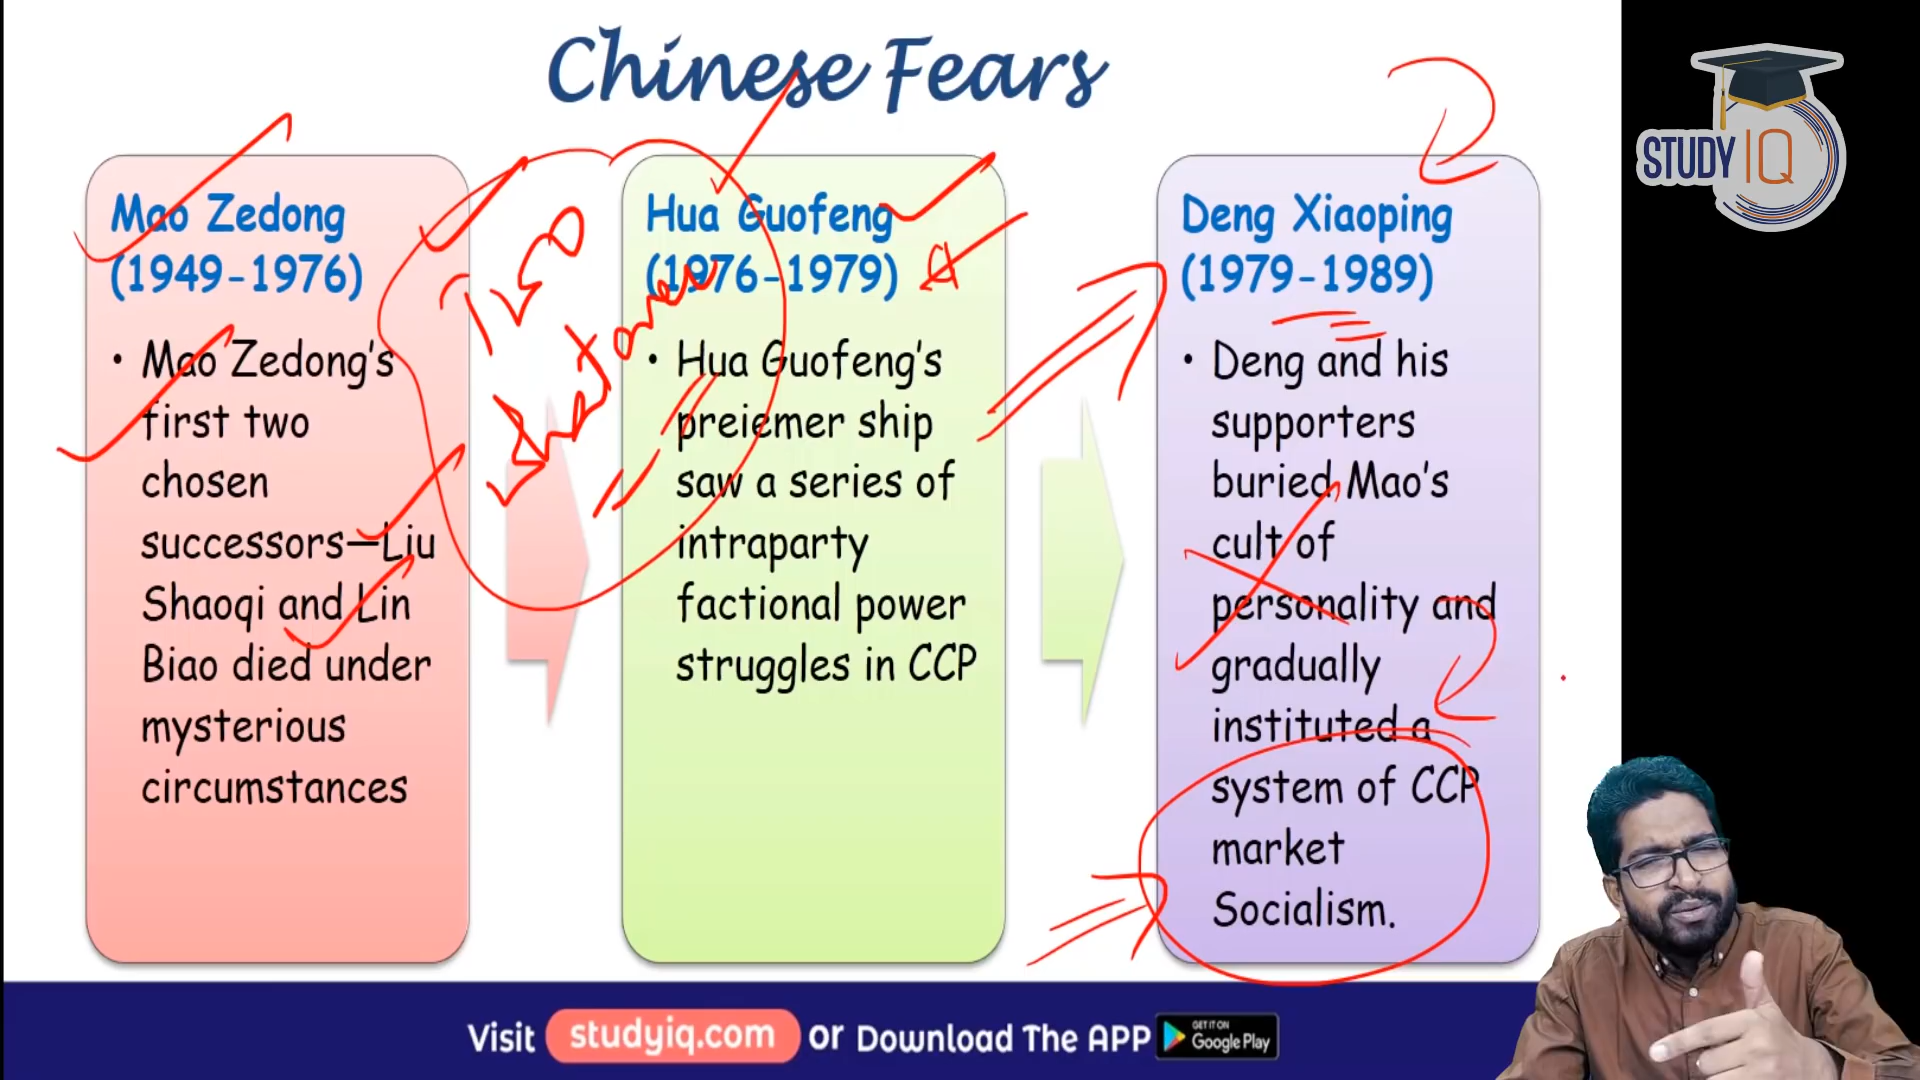 Chinese Fears
STUDY IQ
Mao Zedong
(1949-1976)
• Mao Zedong's
first two
chosen
successors—Liu
Shaoqi and Lin
Biao died under
mysterious
circumstances
Hua Guofeng
(1976-1979)
• Hua Guofeng's
preiemer ship
saw a series of
intraparty
factional power
struggles in CCP
Deng Xiaoping
(1979-1989)
• Deng and his
supporters
buried Mao's
cult of
personality and
gradually
instituted a
system of CCP
market
Socialism.
Visit studyiq.com or Download The APP GET IT ON
Google Play